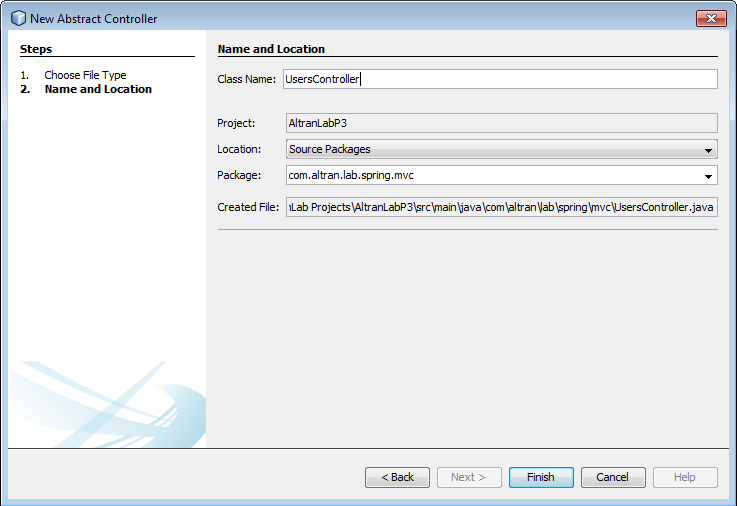 New Abstract Controller
Steps
1. Choose File Type
2. Name and Location
Name and Location
Class Name: UsersController
Project: AltranLabP3
Location: Source Packages
Package: com.altran.lab.spring.mvc
Created File: Lab Projects\AltranLabP3\src\main\java\com\altran\lab\spring\mvc\UsersController.java
< Back Next > Finish Cancel Help